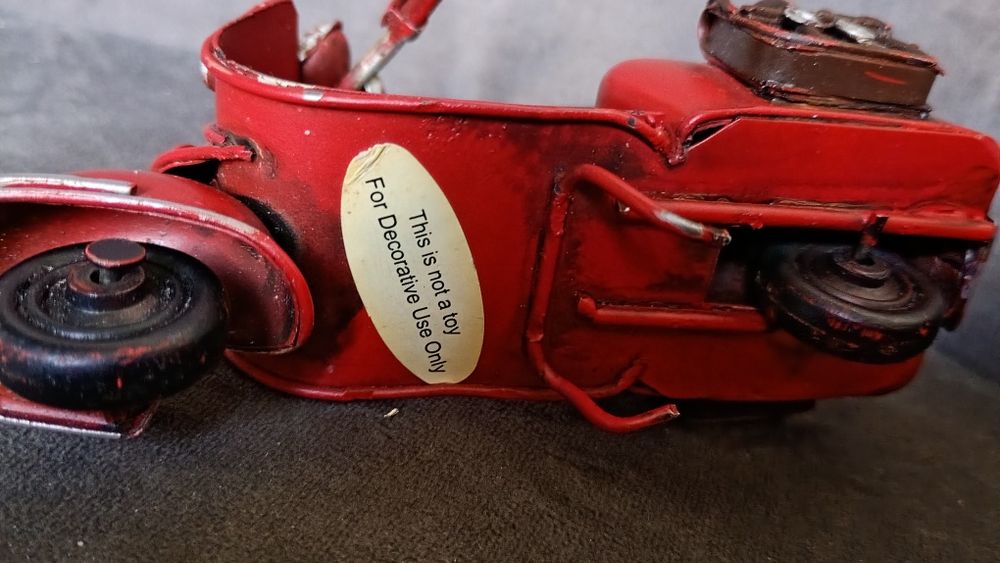 This is not a toy
For Decorative Use Only